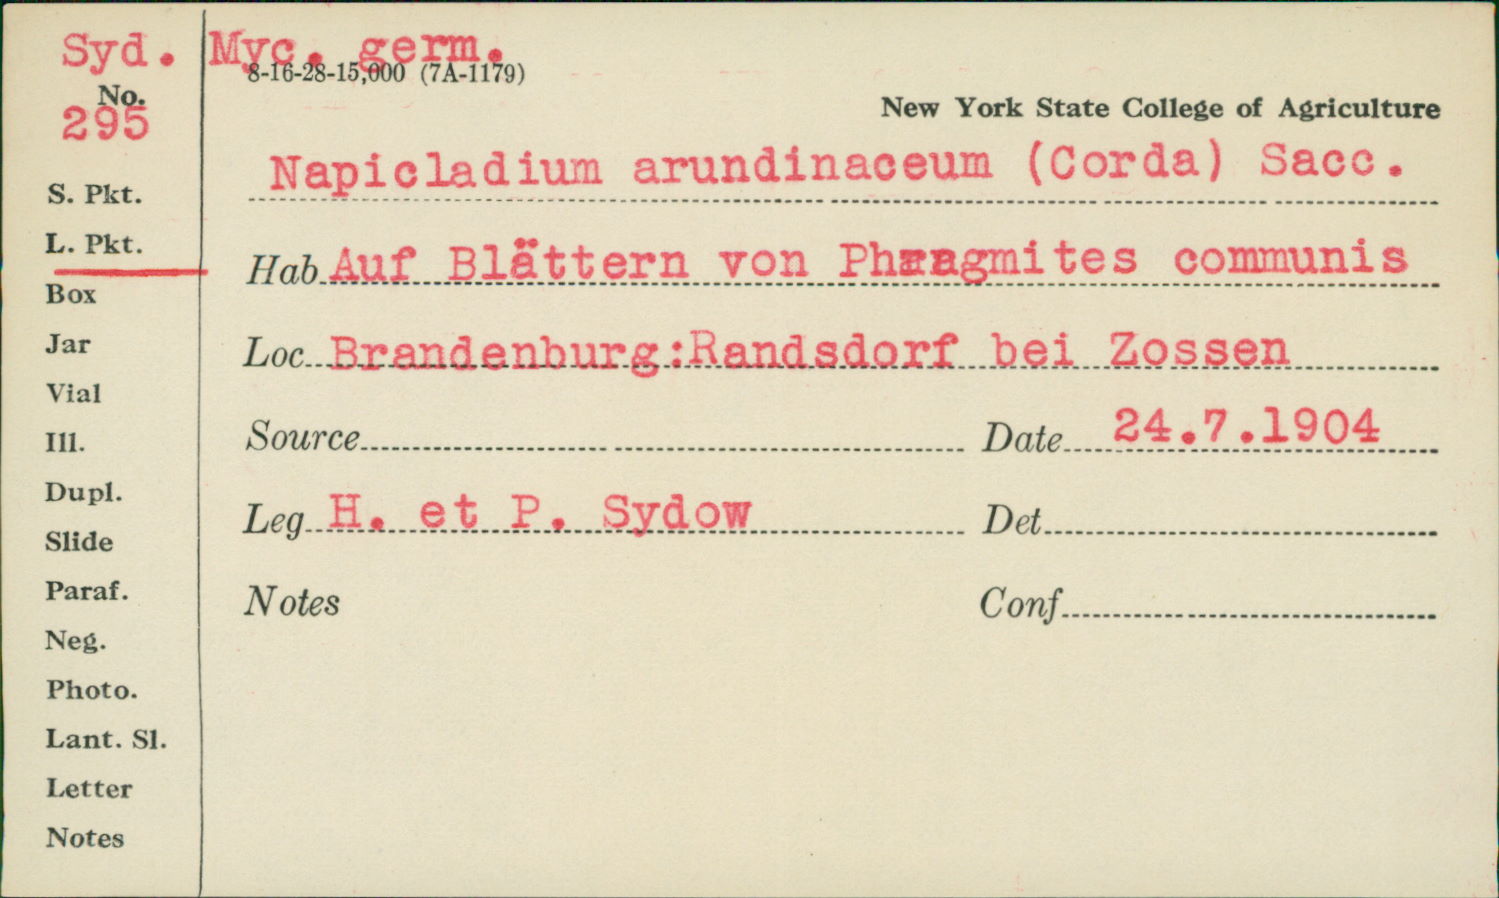 Syd. Myc. germ.
8-16-28-15,000 (7A-1179)
No.
295
New York State College of Agriculture
Napicladium arundinaceum (Corda) Sacc.
S. Pkt.
L. Pkt.
Hab. Auf Blättern von Phragmites communis
Box
Jar
Loc. Brandenburg:Randsdorf bei Zossen
Vial
Ill.
Source Date 24.7.1904
Dupl.
Leg. H. et P. Sydow Det.
Slide
Paraf.
Notes Conf.
Neg.
Photo.
Lant. Sl.
Letter
Notes